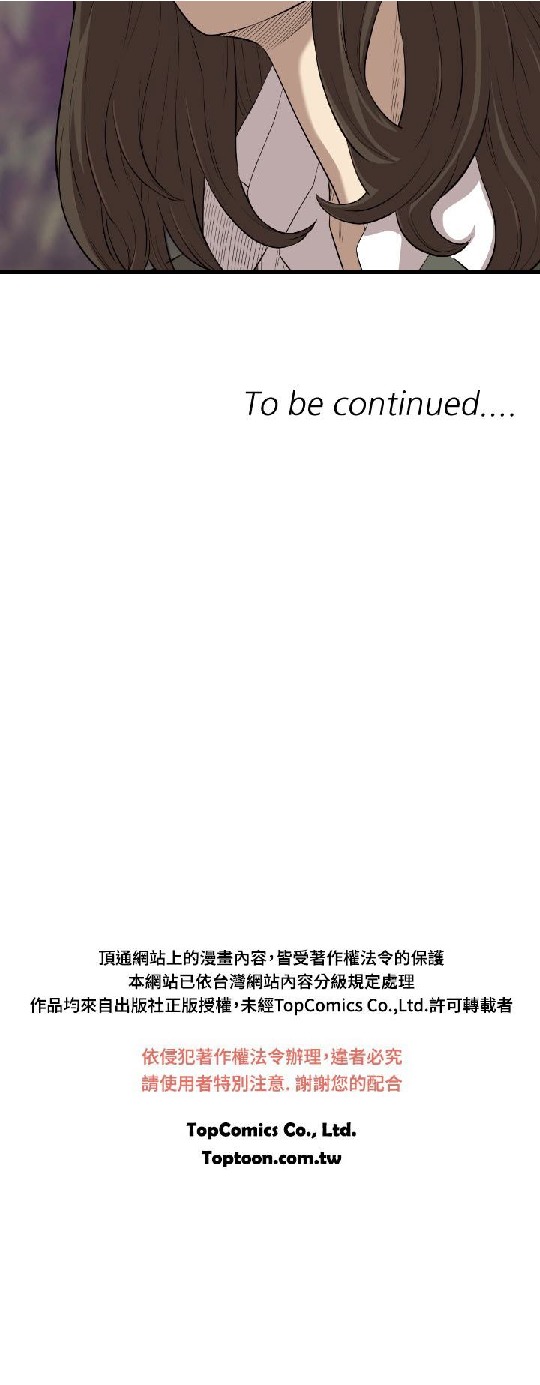 To be continued....
頂通網站上的漫畫內容，皆受著作權法令的保護
本網站已依台灣網站內容分級規定處理
作品均來自出版社正版授權，未經TopComics Co.,Ltd.許可轉載者
依侵犯著作權法令辦理，違者必究
請使用者特別注意. 謝謝您的配合
TopComics Co., Ltd.
Toptoon.com.tw